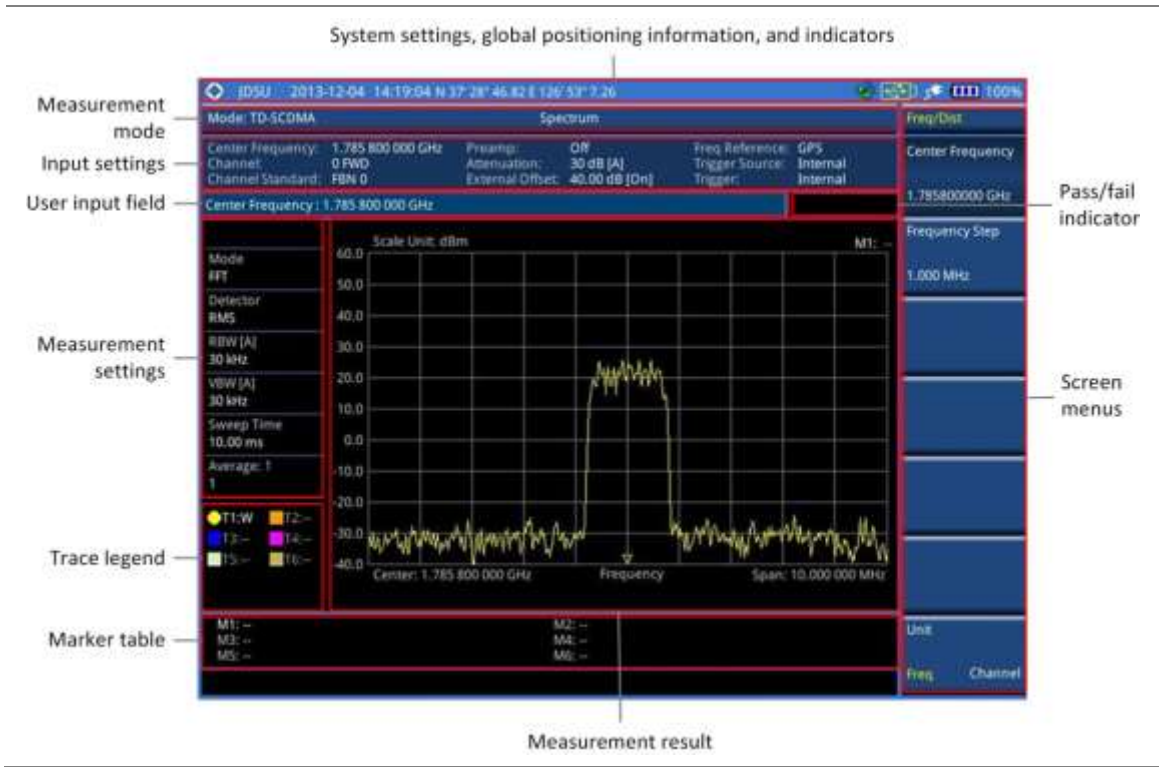 System settings, global positioning information, and indicators
JDSU 2013-12-04 14:19:04 N 37° 28" 46.82 E 126° 53" 7.26 100%
Measurement mode
Mode: TD-SCDMA Spectrum Freq/Dist
Input settings
Center Frequency: 1.785 800 000 GHz Preamp: Off Freq Reference: GPS
Channel: 0 FWD Attenuation: 30 dB [A] Trigger Source: Internal
Channel Standard: FBN 0 External Offset: 40.00 dB [On] Trigger: Internal
Center Frequency
1.785800000 GHz
User input field
Center Frequency : 1.785 800 000 GHz
Pass/fail indicator
Frequency Step
1.000 MHz
Scale Unit: dBm M1: --
Measurement settings
Mode
FFT
Detector
RMS
RBW [A]
30 kHz
VBW [A]
30 kHz
Sweep Time
10.00 ms
Average: 1
1
60.0
50.0
40.0
30.0
20.0
10.0
0.0
-10.0
-20.0
-30.0
-40.0
Screen menus
Trace legend
T1:W T2:--
T3:-- T4:--
T5:-- T6:--
Center: 1.785 800 000 GHz Frequency Span: 10.000 000 MHz
Marker table
M1: -- M2: --
M3: -- M4: --
M5: -- M6: --
Unit
Freq Channel
Measurement result